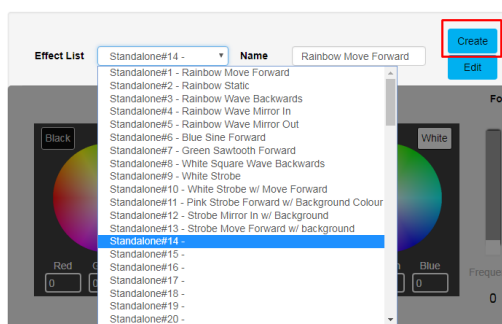 Create
Effect List Standalone#14 - Name Rainbow Move Forward
Edit
Standalone#1 - Rainbow Move Forward
Standalone#2 - Rainbow Static
Standalone#3 - Rainbow Wave Backwards
Standalone#4 - Rainbow Wave Mirror In
Standalone#5 - Rainbow Wave Mirror Out
Standalone#6 - Blue Sine Forward
Standalone#7 - Green Sawtooth Forward
Standalone#8 - White Square Wave Backwards
Standalone#9 - White Strobe
Standalone#10 - White Strobe w/ Move Forward
Standalone#11 - Pink Strobe Forward w/ Background Colour
Standalone#12 - Strobe Mirror In w/ Background
Standalone#13 - Strobe Move Forward w/ background
Standalone#14 -
Standalone#15 -
Standalone#16 -
Standalone#17 -
Standalone#18 -
Standalone#19 -
Standalone#20 -
Black
White
Red
Blue
0
0
0